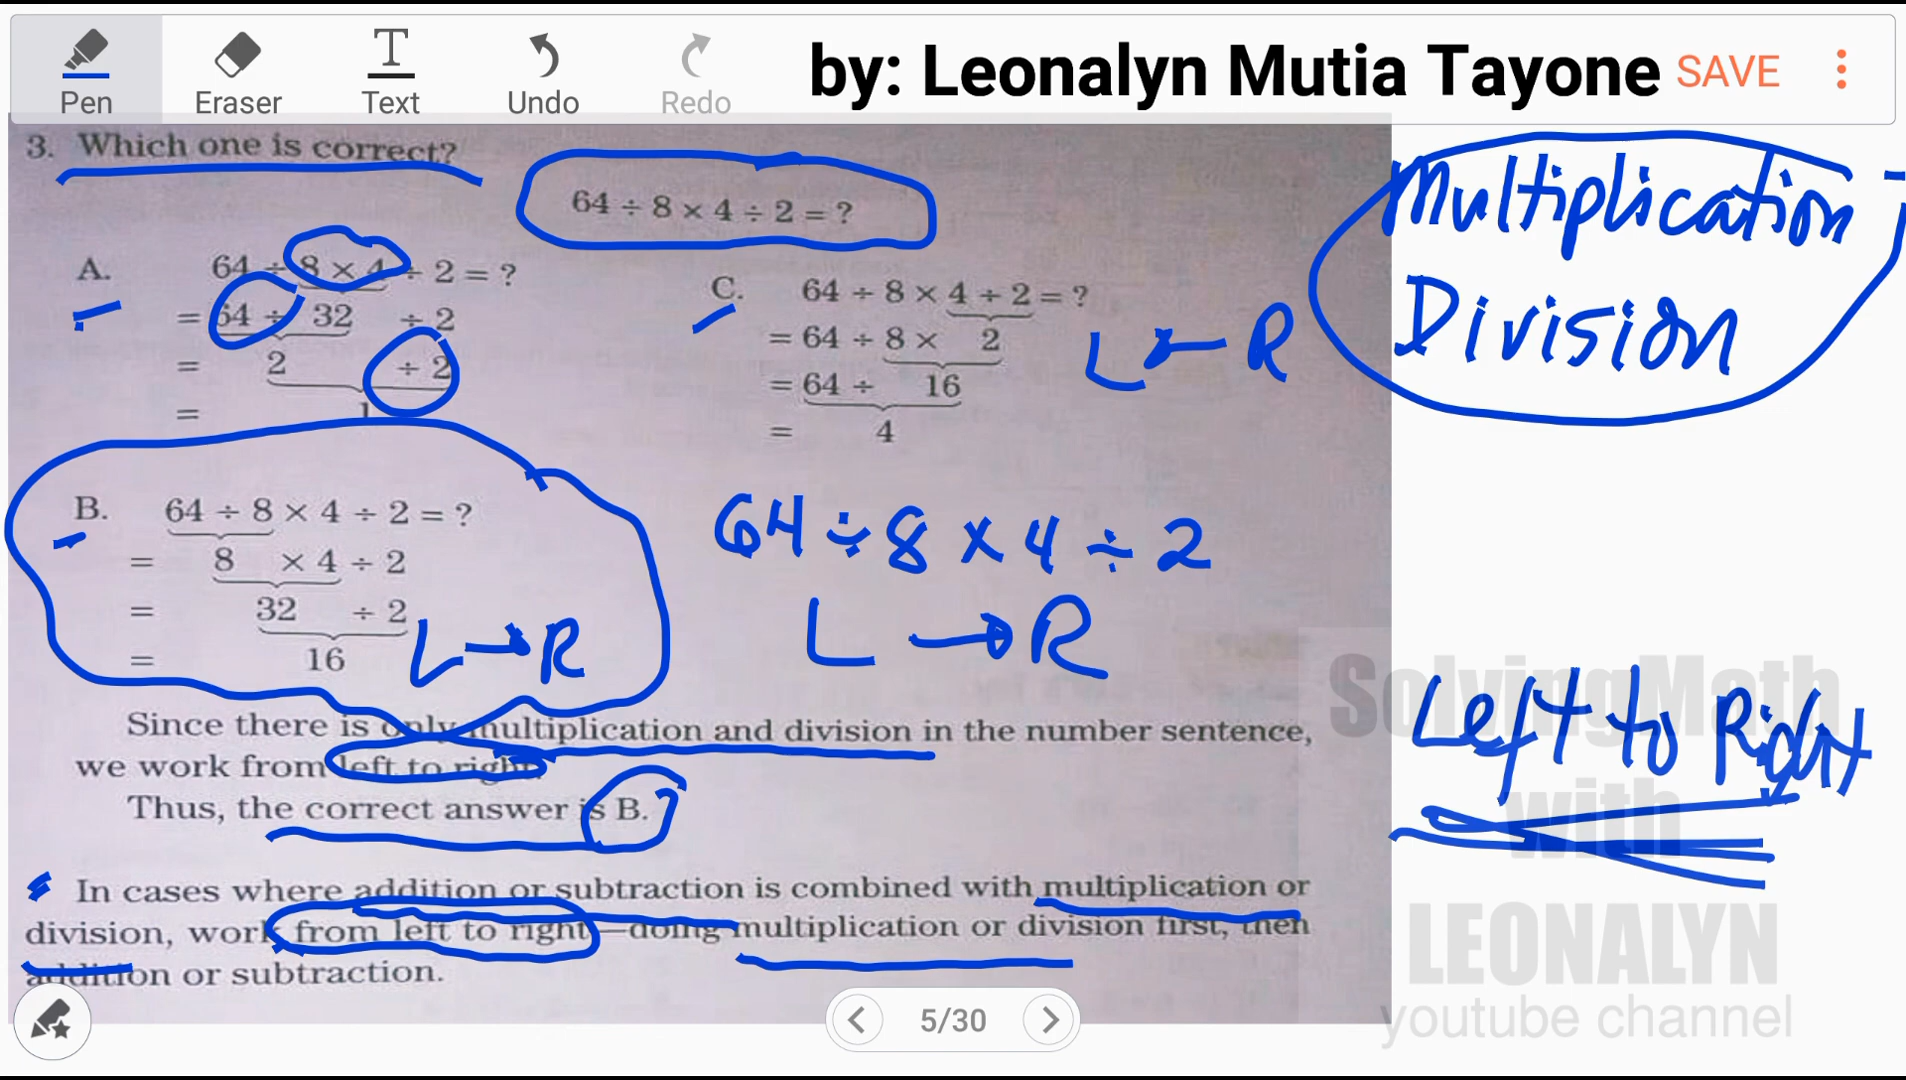 Pen
Eraser
Text
Undo
Redo
by: Leonalyn Mutia Tayone
SAVE
3. Which one is correct?
64 ÷ 8 × 4 ÷ 2 = ?
A. 64 ÷ 8 × 4 ÷ 2 = ?
= 64 ÷ 32 ÷ 2
= 2 ÷ 2
= 1
C. 64 ÷ 8 × 4 ÷ 2 = ?
= 64 ÷ 8 × 2
= 64 ÷ 16
= 4
L ← R
Multiplication
Division
B. 64 ÷ 8 × 4 ÷ 2 = ?
= 8 × 4 ÷ 2
= 32 ÷ 2
= 16
L → R
64 ÷ 8 × 4 ÷ 2
L → R
Since there is only multiplication and division in the number sentence,
we work from left to right.
Thus, the correct answer is B.
In cases where addition or subtraction is combined with multiplication or
division, work from left to right—doing multiplication or division first, then
addition or subtraction.
Left to Right
SolvingMath
with
LEONALYN
youtube channel
5/30